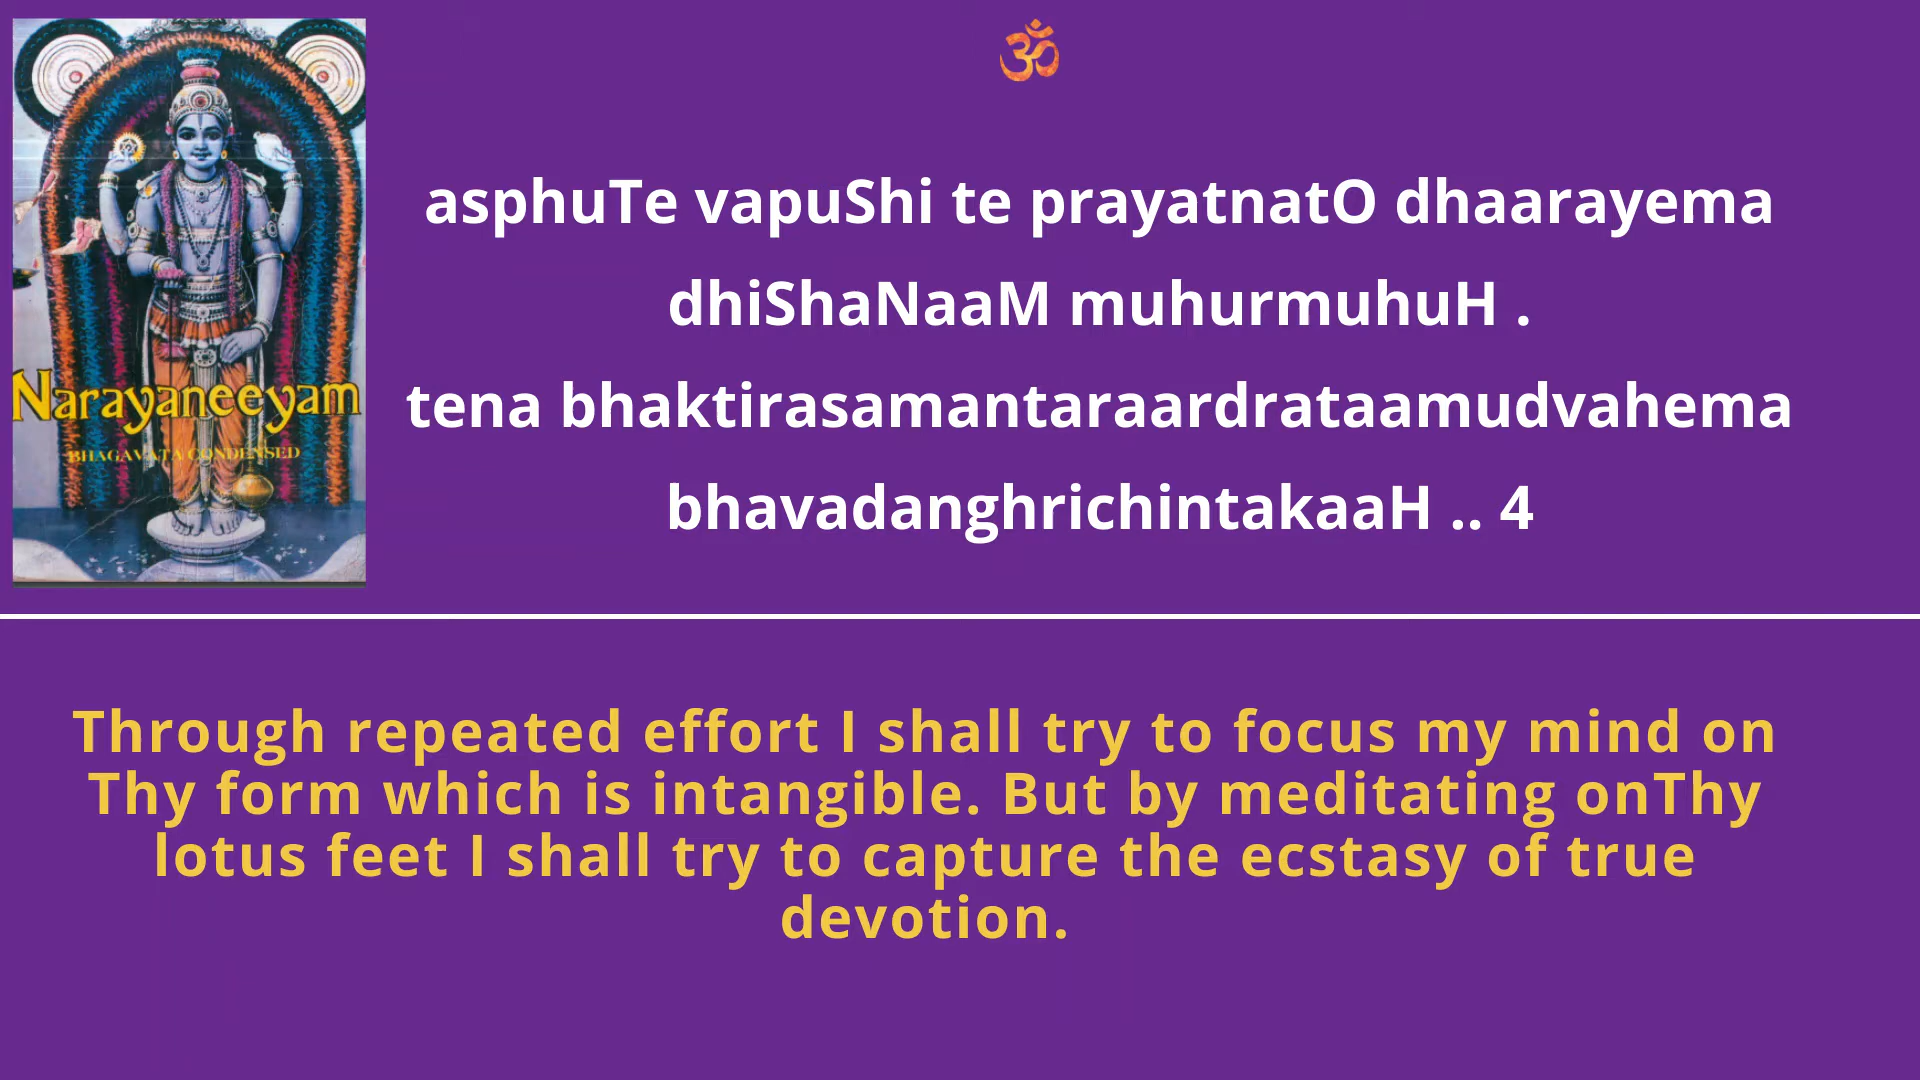 ॐ
asphuTe vapuShi te prayatnatO dhaarayema
dhiShaNaaM muhurmuhuH .
tena bhaktirasamantaraardrataamudvahema
bhavadanghrichintakaaH .. 4
Narayaneeyam
BHAGAVATA CONDENSED
Through repeated effort I shall try to focus my mind on
Thy form which is intangible. But by meditating onThy
lotus feet I shall try to capture the ecstasy of true
devotion.